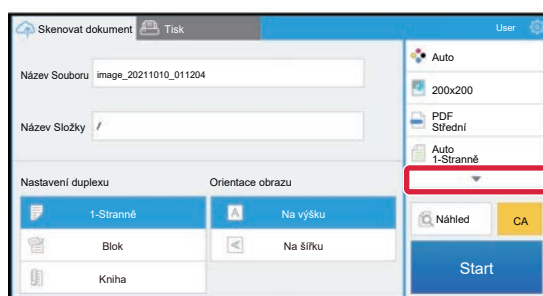 Skenovat dokument
Tisk
User
Název Souboru
image_20211010_011204
Název Složky
/
Nastavení duplexu
Orientace obrazu
1-Stranně
Blok
Kniha
A
Na výšku
Na šířku
Auto
200x200
PDF
Střední
Auto
1-Stranně
Náhled
CA
Start